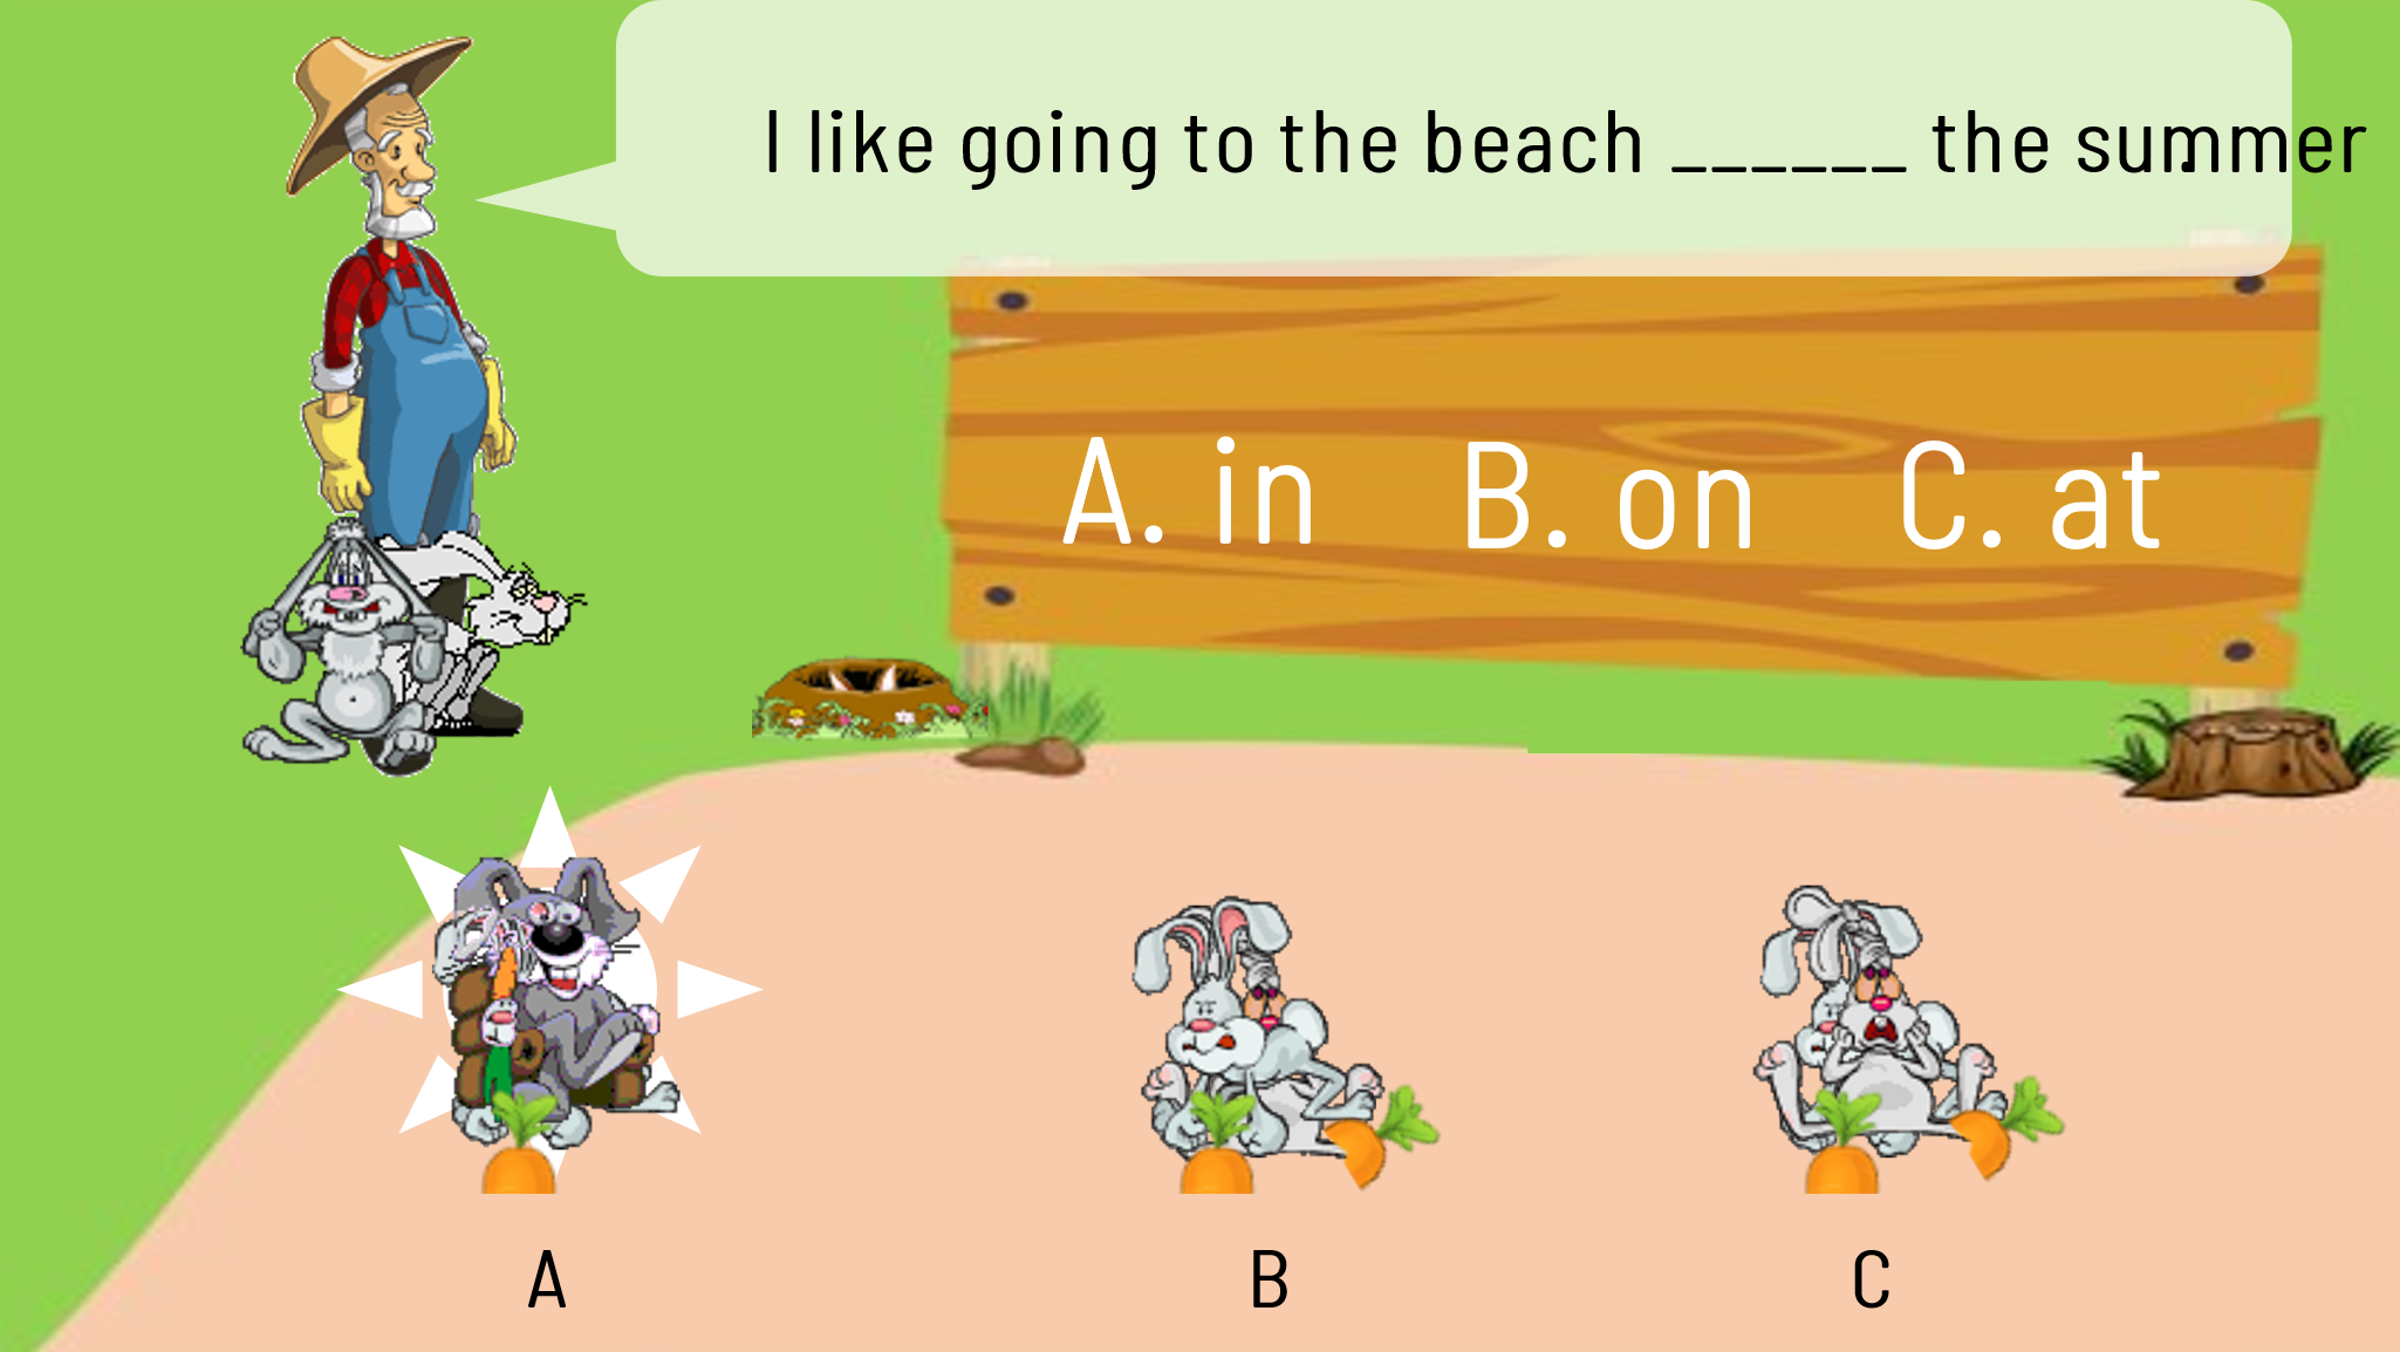 I like going to the beach ______ the summer
.
A. in B. on C. at
A B C